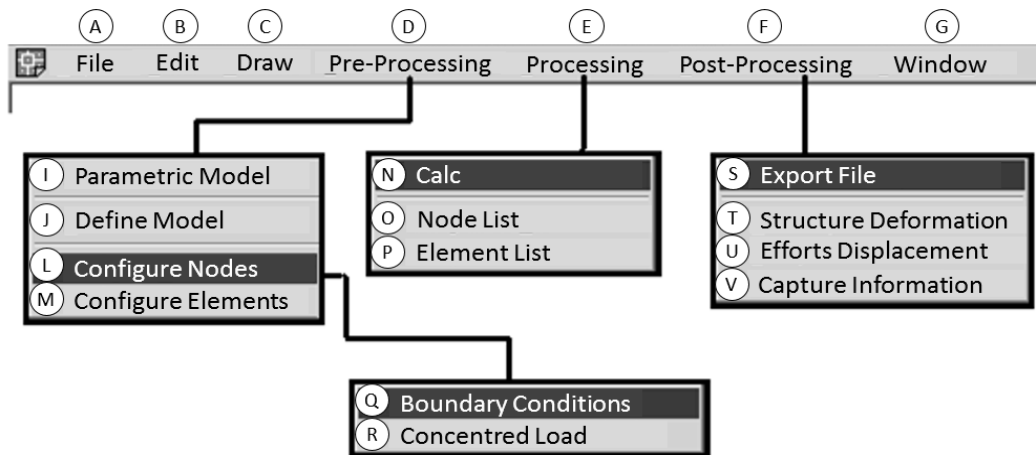 A B C D E F G
File Edit Draw Pre-Processing Processing Post-Processing Window
I Parametric Model
J Define Model
L Configure Nodes
M Configure Elements
N Calc
O Node List
P Element List
S Export File
T Structure Deformation
U Efforts Displacement
V Capture Information
Q Boundary Conditions
R Concentred Load